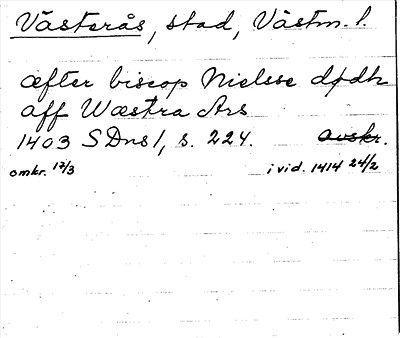 Västerås, stad, Västm. l.
æfter biscop Nielsse dødh
aff Wæstra Ars
1403 SDns 1, s. 224. avskr.
omkr. 17/3 i vid. 1414 24/2